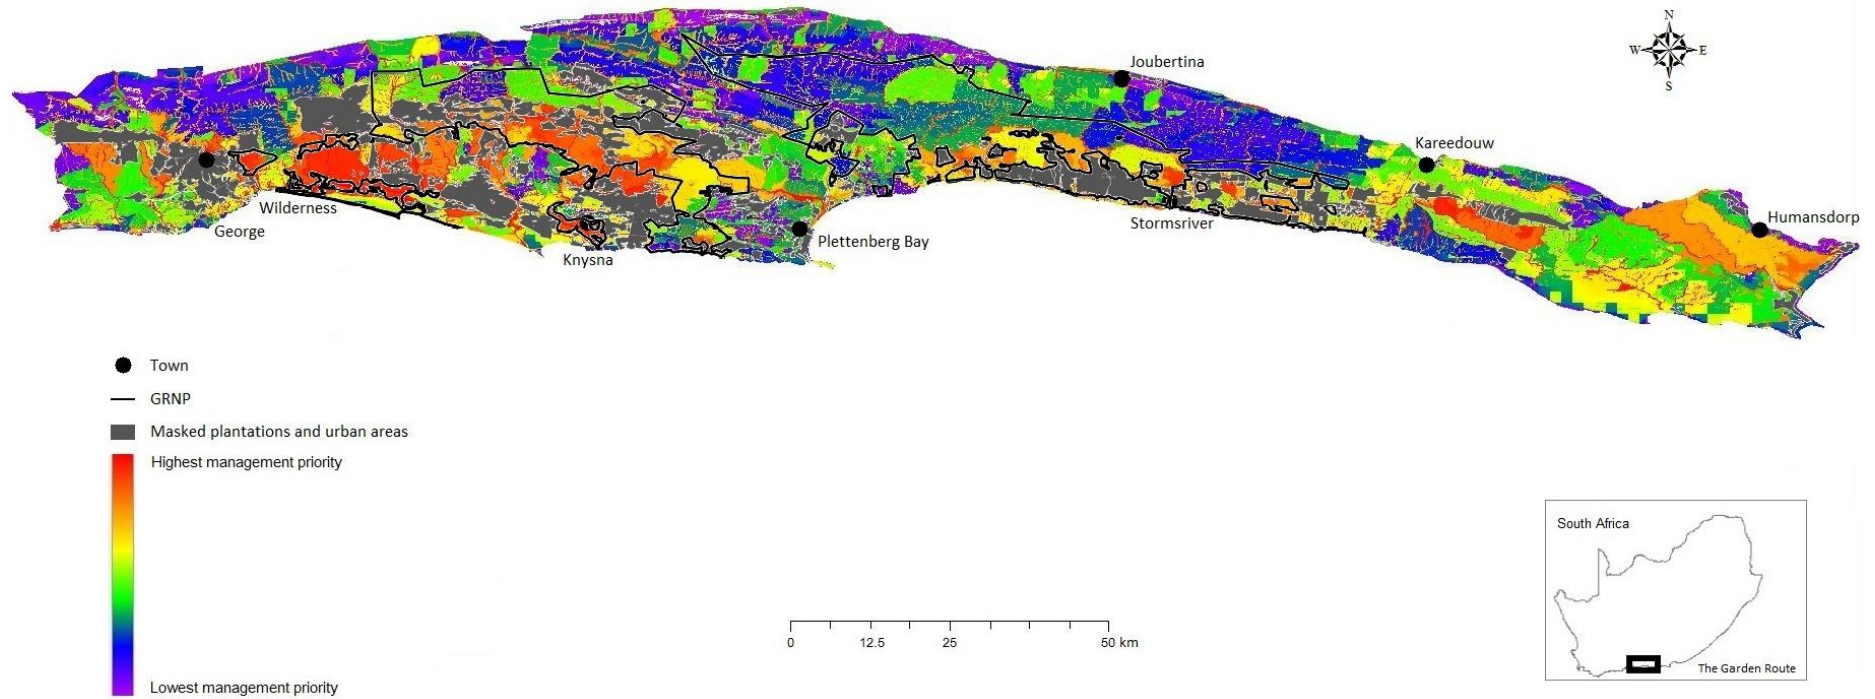 N
W E
S
Joubertina
Kareedouw
Humansdorp
Wilderness
George
Stormsriver
Plettenberg Bay
Knysna
Town
GRNP
Masked plantations and urban areas
Highest management priority
Lowest management priority
0 12.5 25 50 km
South Africa
The Garden Route